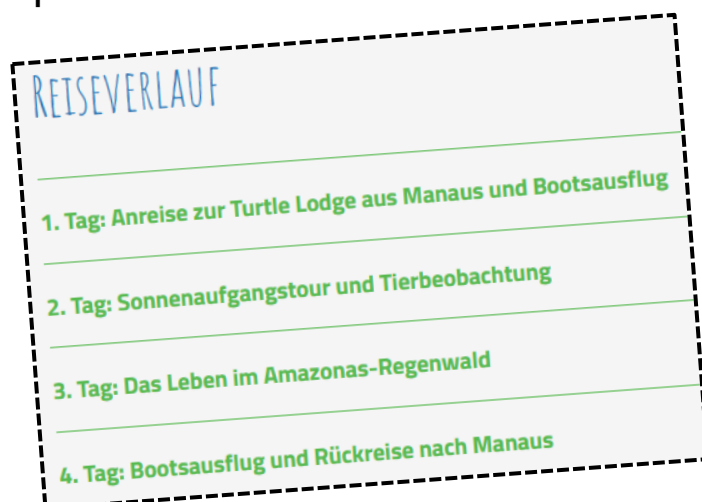 REISEVERLAUF
1. Tag: Anreise zur Turtle Lodge aus Manaus und Bootsausflug
2. Tag: Sonnenaufgangstour und Tierbeobachtung
3. Tag: Das Leben im Amazonas-Regenwald
4. Tag: Bootsausflug und Rückreise nach Manaus